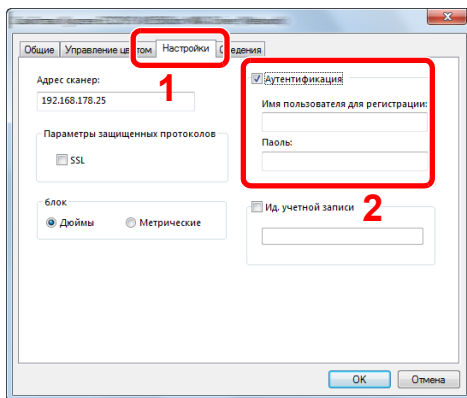 Общие Управление цветом Настройки Сведения
Адрес сканер:
192.168.178.25
Параметры защищенных протоколов
SSL
блок
Дюймы Метрические
1
Аутентификация
Имя пользователя для регистрации:
Паоль:
2
Ид. учетной записи
OK Отмена